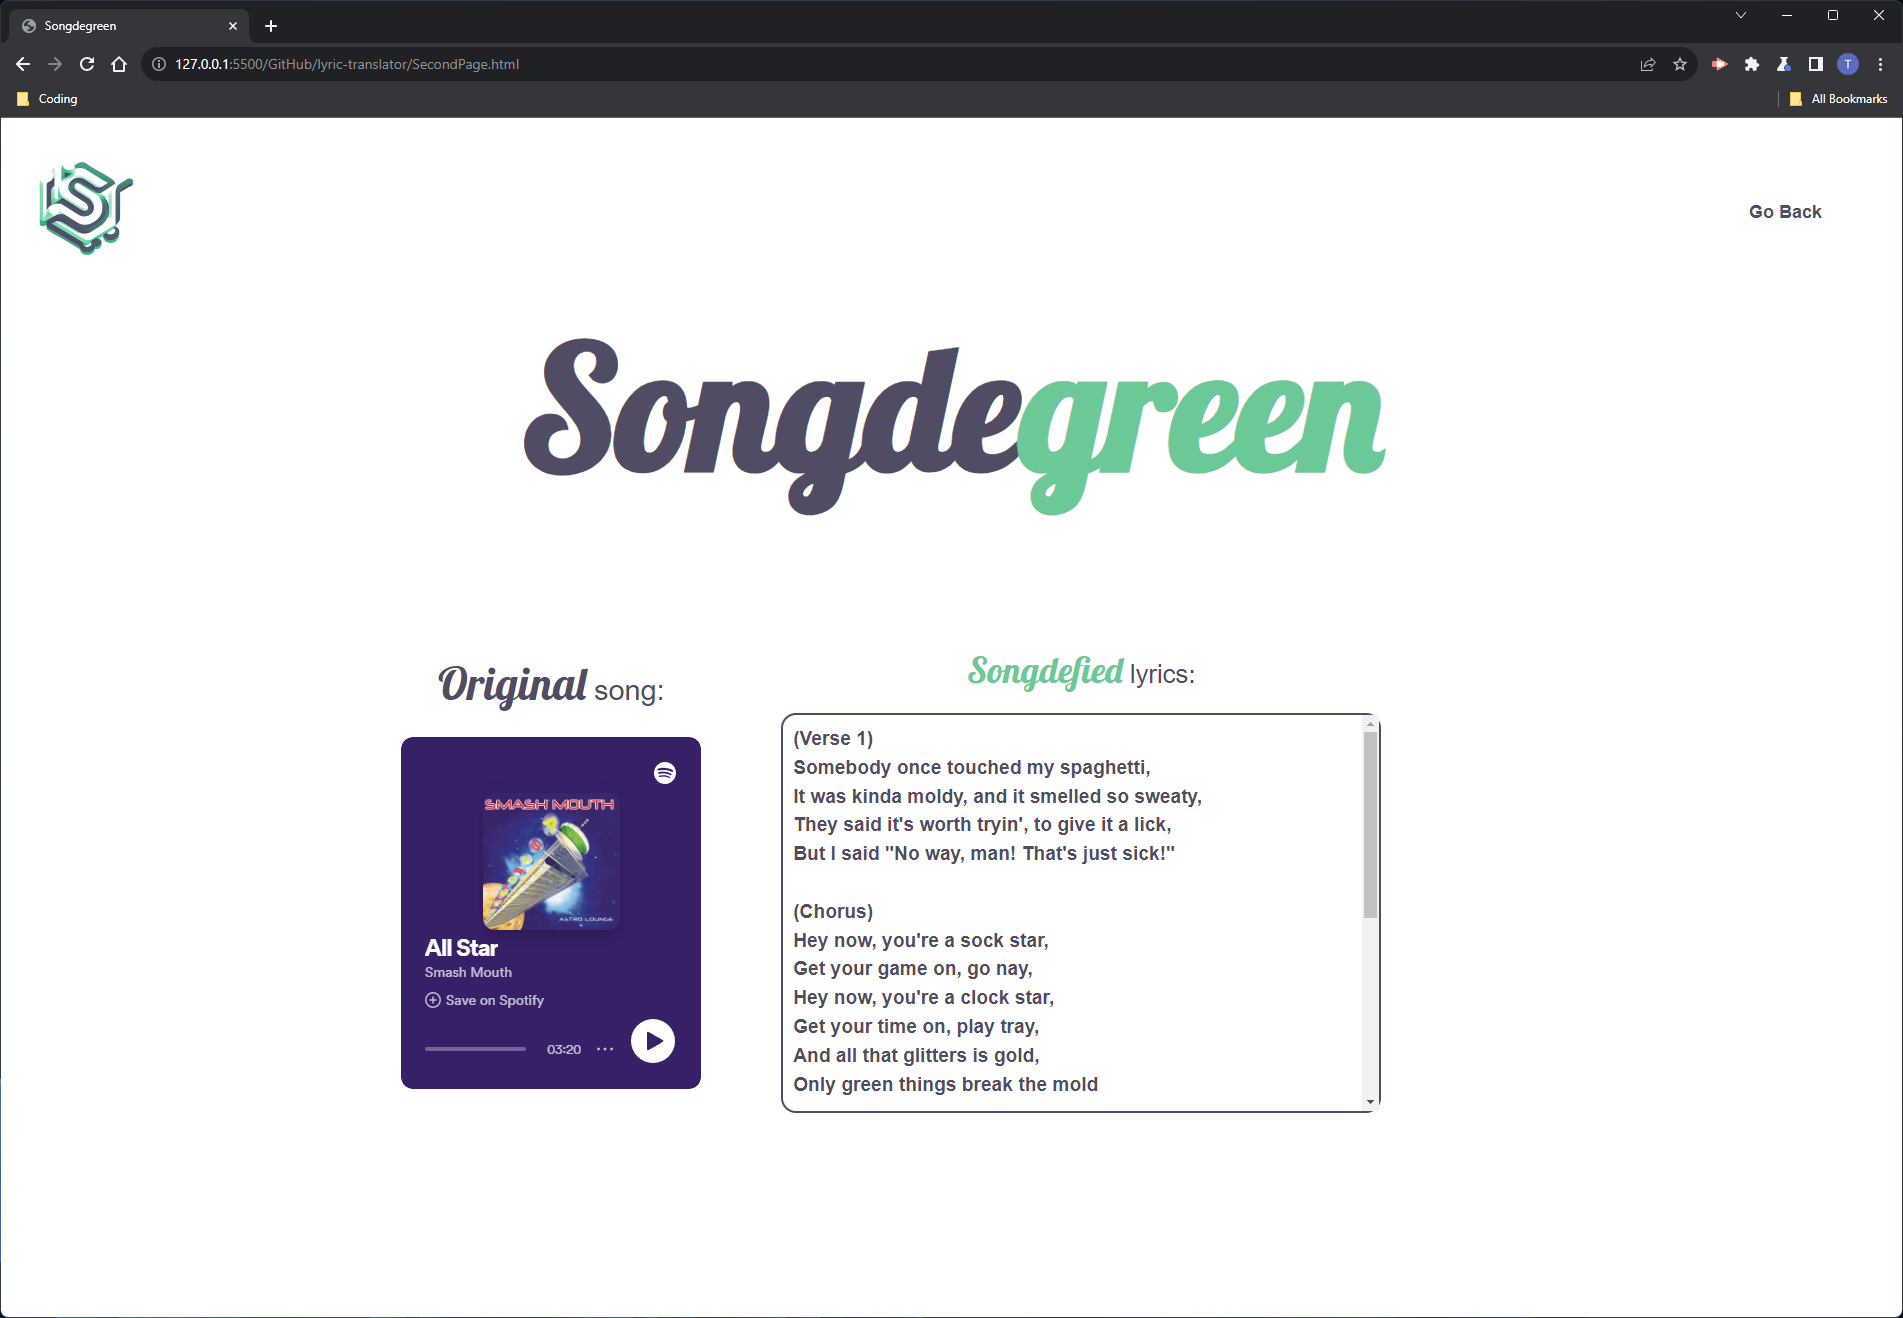 Songdegreen
127.0.0.1:5500/GitHub/lyric-translator/SecondPage.html
T
Coding
All Bookmarks
S
Go Back
Songdegreen
Original song:
SMASH MOUTH
ASTRO LOUNGE
All Star
Smash Mouth
Save on Spotify
03:20
Songdefied lyrics:
(Verse 1)
Somebody once touched my spaghetti,
It was kinda moldy, and it smelled so sweaty,
They said it's worth tryin', to give it a lick,
But I said "No way, man! That's just sick!"
(Chorus)
Hey now, you're a sock star,
Get your game on, go nay,
Hey now, you're a clock star,
Get your time on, play tray,
And all that glitters is gold,
Only green things break the mold